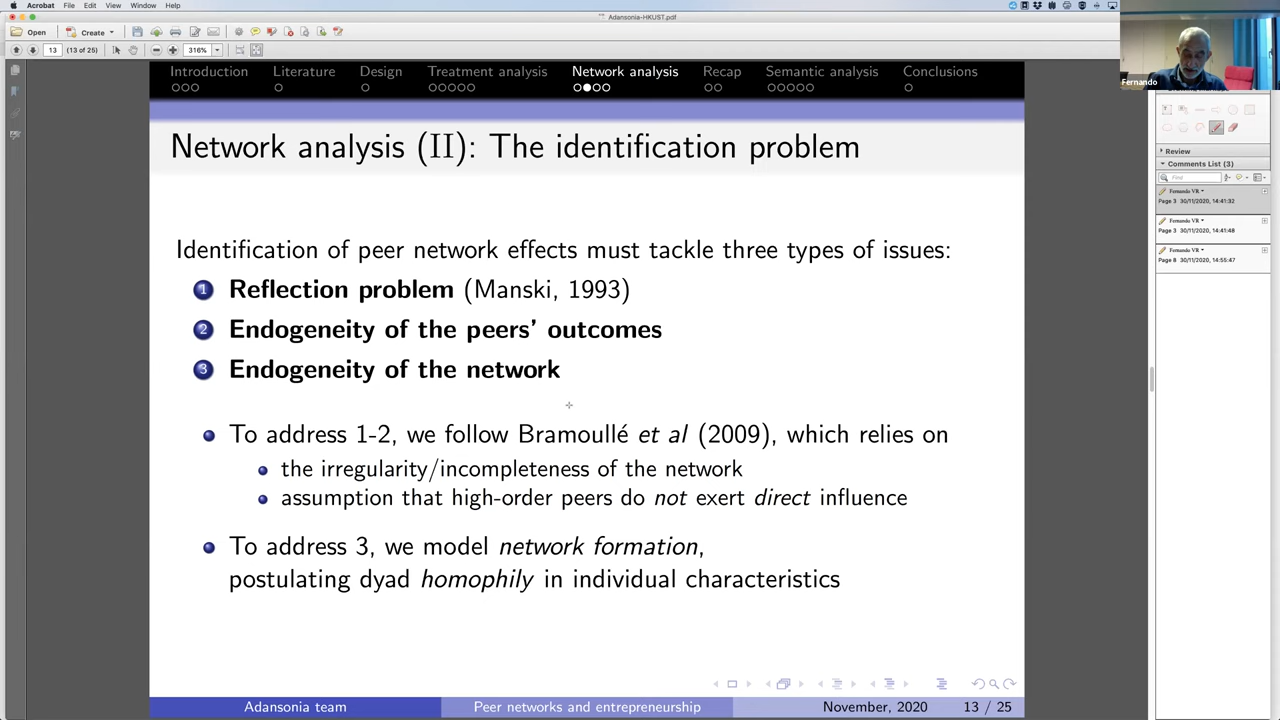 Acrobat File Edit View Window Help
Adansonia-HKUST.pdf
Open Create
13 (13 of 25) 316%
Introduction Literature Design Treatment analysis Network analysis Recap Semantic analysis Conclusions
Fernando
Network analysis (II): The identification problem
Identification of peer network effects must tackle three types of issues:
1 Reflection problem (Manski, 1993)
2 Endogeneity of the peers' outcomes
3 Endogeneity of the network
To address 1-2, we follow Bramoullé et al (2009), which relies on
the irregularity/incompleteness of the network
assumption that high-order peers do not exert direct influence
To address 3, we model network formation,
postulating dyad homophily in individual characteristics
Adansonia team Peer networks and entrepreneurship November, 2020 13 / 25
Review
Comments List (3)
Find
Fernando VR
Page 3 30/11/2020, 14:41:32
Fernando VR
Page 3 30/11/2020, 14:41:48
Fernando VR
Page 8 30/11/2020, 14:55:47